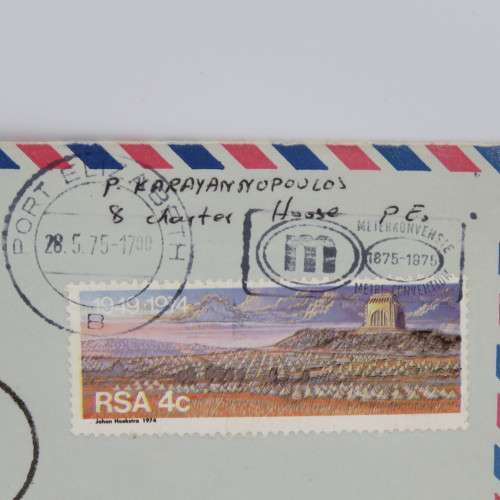 P. KARAYANNOPOULOS
8 charter House P.E.
PORT ELIZABETH
28.5.75-1700
B
m
METERKONVENSIE
1875-1975
METRE CONVENTION
1949-1974
RSA 4c
Johan Hoekstra 1974